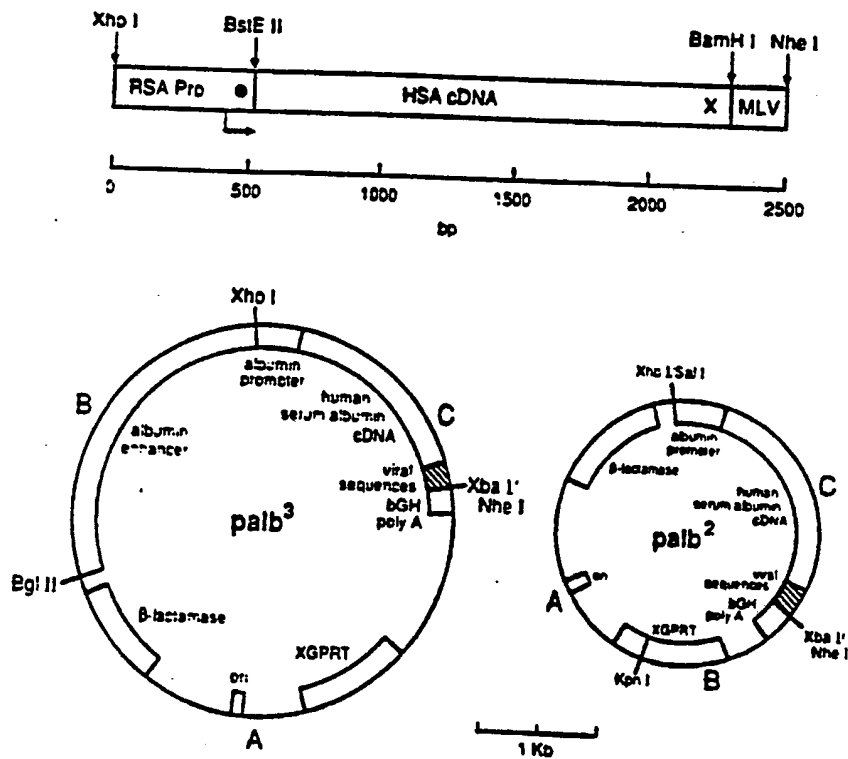 Xho I
BstE II
BamH I Nhe I
RSA Pro
HSA cDNA
X
MLV
0
500
1000
1500
2000
2500
bp
Xho I
albumin
promoter
human
serum albumin
cDNA
B
C
albumin
enhancer
viral
sequences
Xba I'
Nhe I
bGH
poly A
palb3
Bgl II
β-lactamase
XGPRT
ori
A
Xho I/Sal I
albumin
promoter
β-lactamase
C
human
serum albumin
cDNA
palb2
ori
A
viral
sequences
bGH
poly A
XGPRT
Xba I'
Nhe I
Kpn I
B
1 Kb